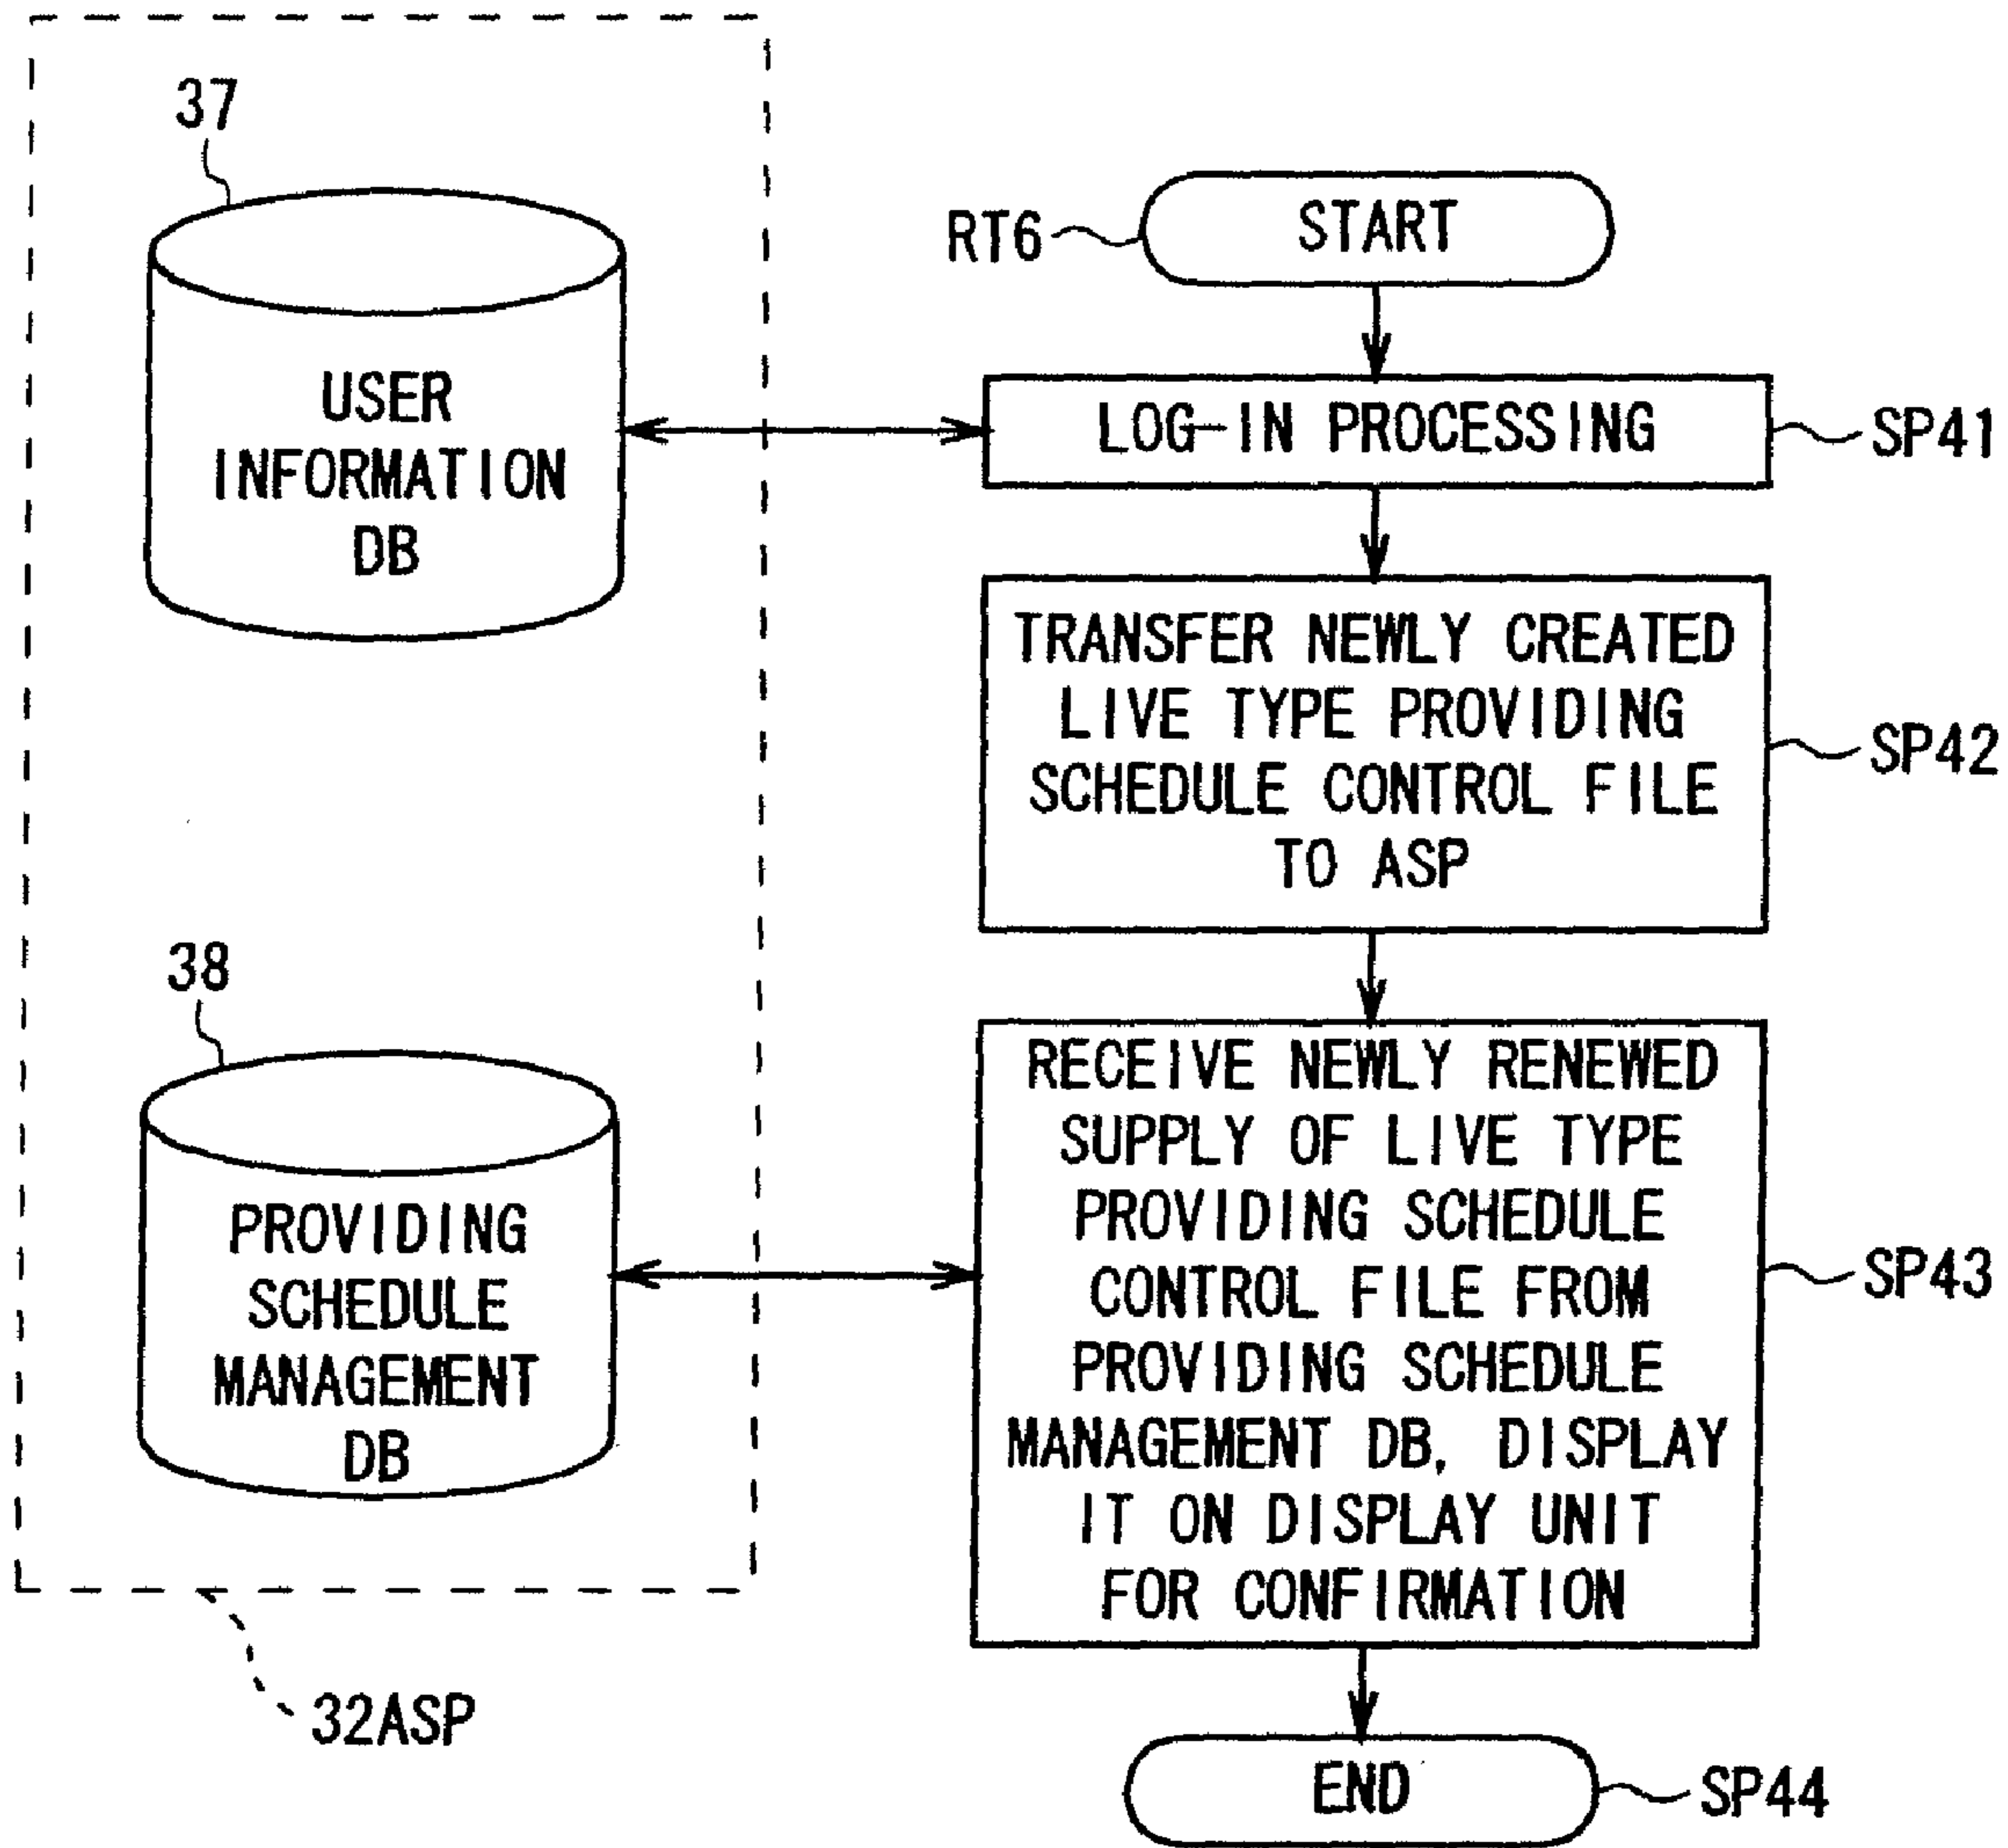 37
USER
INFORMATION
DB
38
PROVIDING
SCHEDULE
MANAGEMENT
DB
32ASP
RT6
START
LOG-IN PROCESSING
SP41
TRANSFER NEWLY CREATED
LIVE TYPE PROVIDING
SCHEDULE CONTROL FILE
TO ASP
SP42
RECEIVE NEWLY RENEWED
SUPPLY OF LIVE TYPE
PROVIDING SCHEDULE
CONTROL FILE FROM
PROVIDING SCHEDULE
MANAGEMENT DB, DISPLAY
IT ON DISPLAY UNIT
FOR CONFIRMATION
SP43
END
SP44